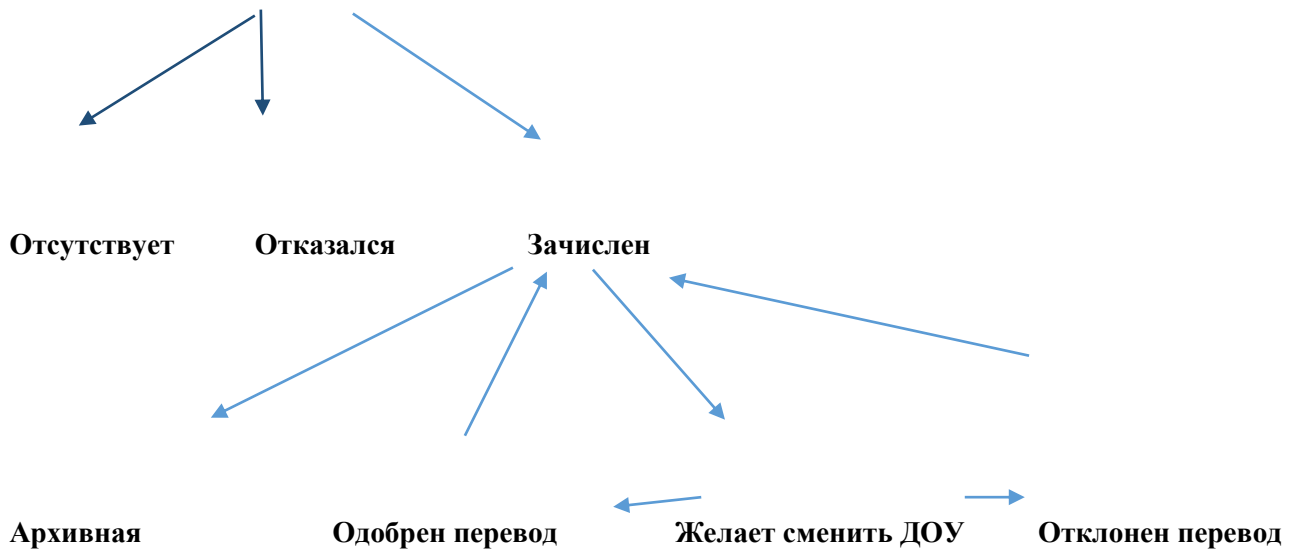 Отсутствует Отказался Зачислен
Архивная Одобрен перевод Желает сменить ДОУ Отклонен перевод